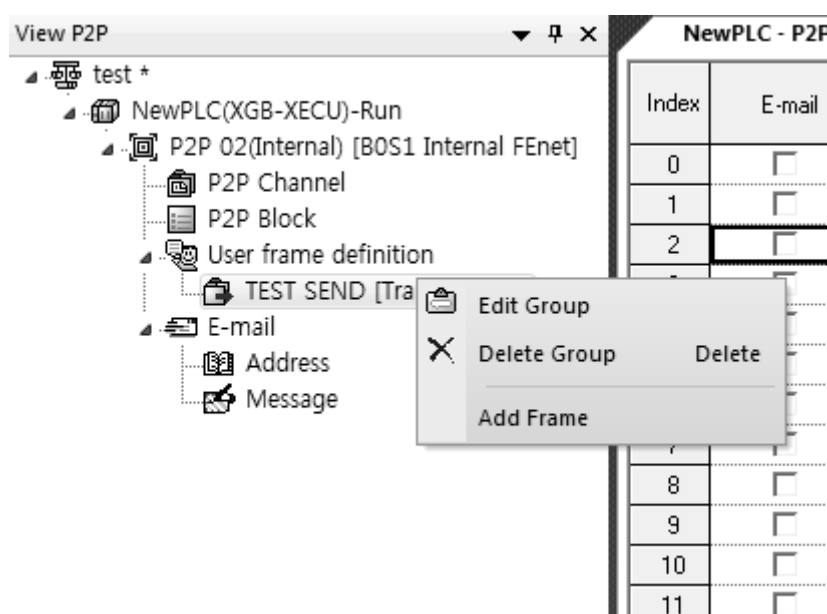 View P2P
test *
NewPLC(XGB-XECU)-Run
P2P 02(Internal) [B0S1 Internal FEnet]
P2P Channel
P2P Block
User frame definition
TEST SEND [Tra
E-mail
Address
Message
Edit Group
Delete Group Delete
Add Frame
NewPLC - P2P
Index E-mail
0
1
2
8
9
10
11